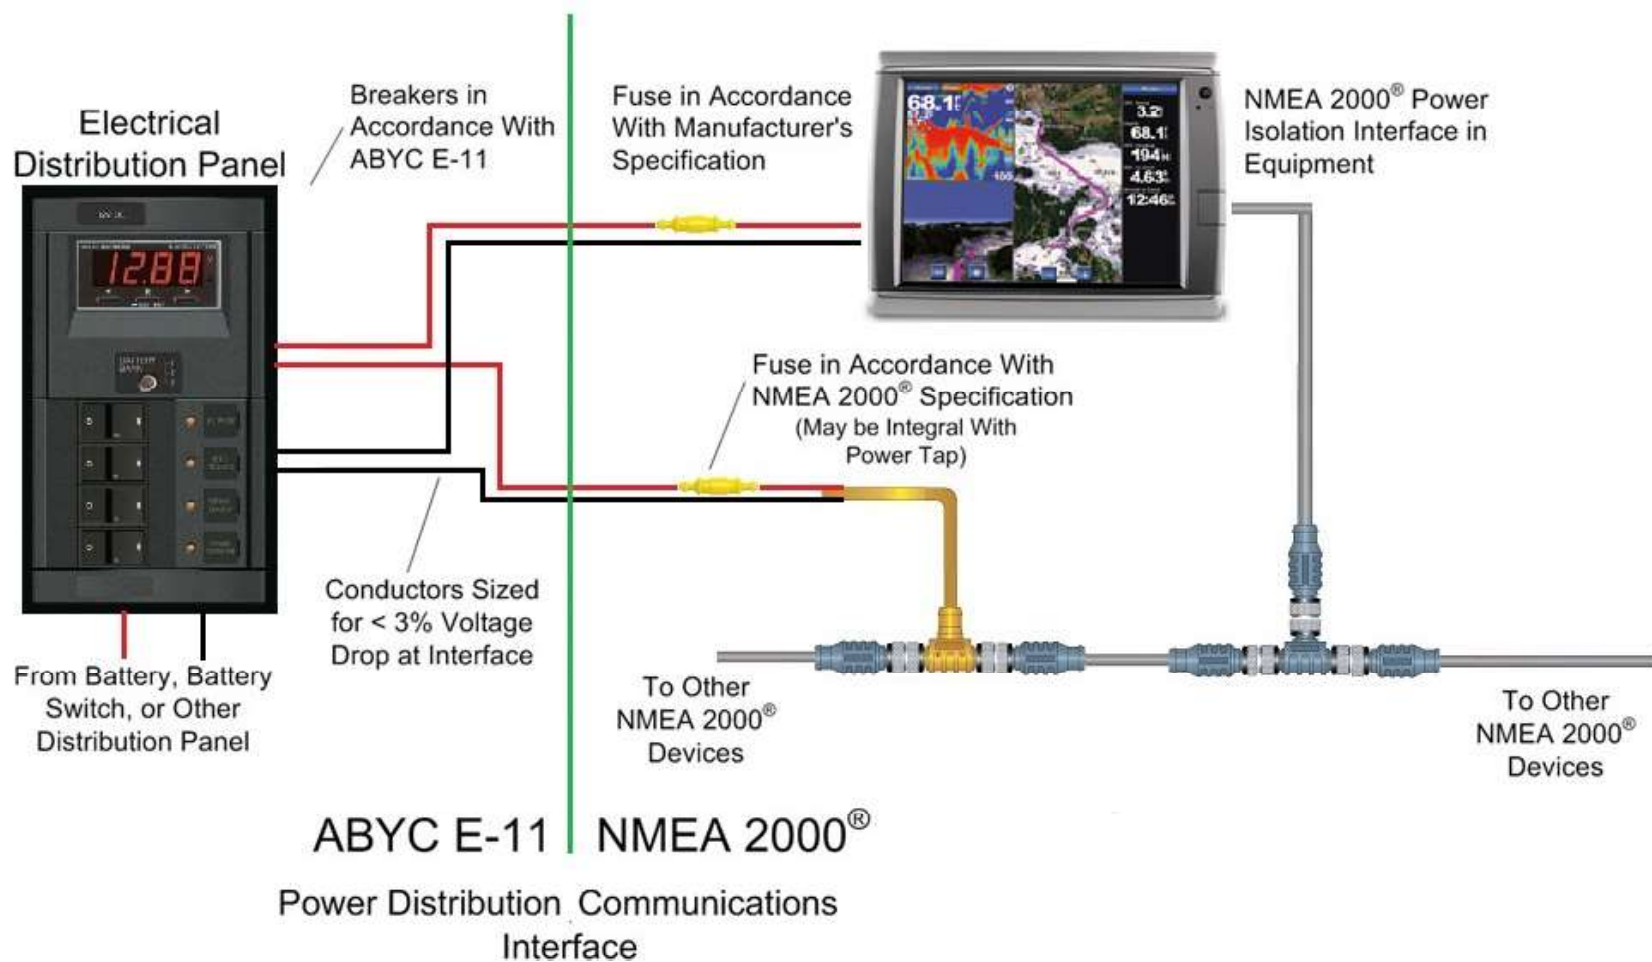 Electrical
Distribution Panel
Breakers in
Accordance With
ABYC E-11
Fuse in Accordance
With Manufacturer's
Specification
NMEA 2000® Power
Isolation Interface in
Equipment
12.88
68.1
100
3.2
68.1
194
4.63
12:46
Fuse in Accordance With
NMEA 2000® Specification
(May be Integral With
Power Tap)
Conductors Sized
for < 3% Voltage
Drop at Interface
From Battery, Battery
Switch, or Other
Distribution Panel
To Other
NMEA 2000®
Devices
To Other
NMEA 2000®
Devices
ABYC E-11
NMEA 2000®
Power Distribution Communications
Interface